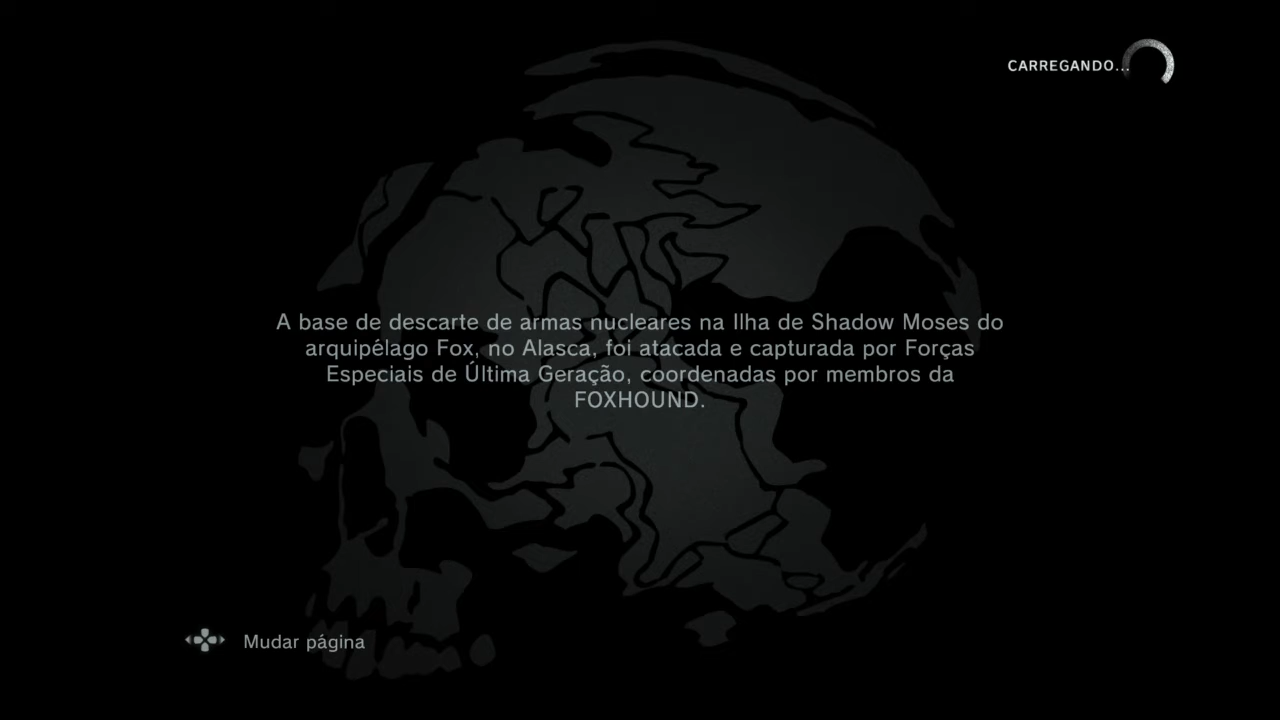 CARREGANDO...
A base de descarte de armas nucleares na Ilha de Shadow Moses do
arquipélago Fox, no Alasca, foi atacada e capturada por Forças
Especiais de Última Geração, coordenadas por membros da
FOXHOUND.
Mudar página